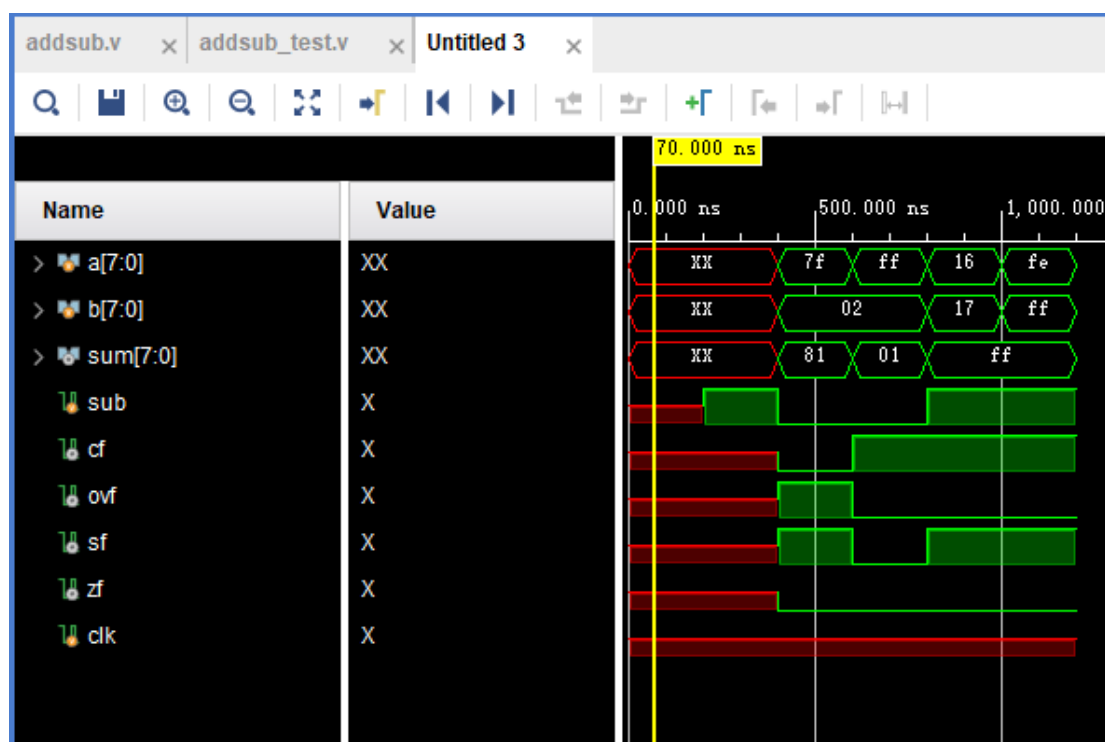 addsub.v × addsub_test.v × Untitled 3 ×
70.000 ns
Name Value 0.000 ns 500.000 ns 1,000.000
a[7:0] XX XX 7f ff 16 fe
b[7:0] XX XX 02 17 ff
sum[7:0] XX XX 81 01 ff
sub X
cf X
ovf X
sf X
zf X
clk X